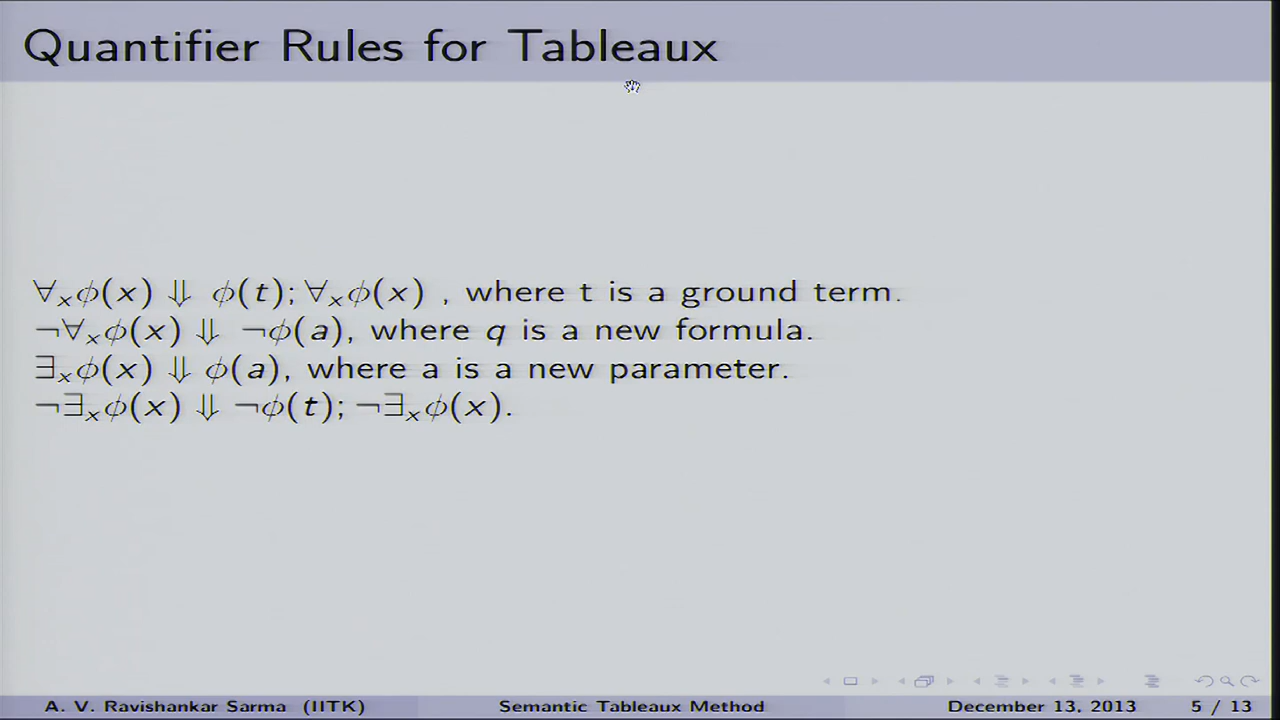 Quantifier Rules for Tableaux
∀ₓϕ(x) ⇓ ϕ(t); ∀ₓϕ(x) , where t is a ground term.
¬∀ₓϕ(x) ⇓ ¬ϕ(a), where q is a new formula.
∃ₓϕ(x) ⇓ ϕ(a), where a is a new parameter.
¬∃ₓϕ(x) ⇓ ¬ϕ(t); ¬∃ₓϕ(x).
A. V. Ravishankar Sarma (IITK) Semantic Tableaux Method December 13, 2013 5 / 13